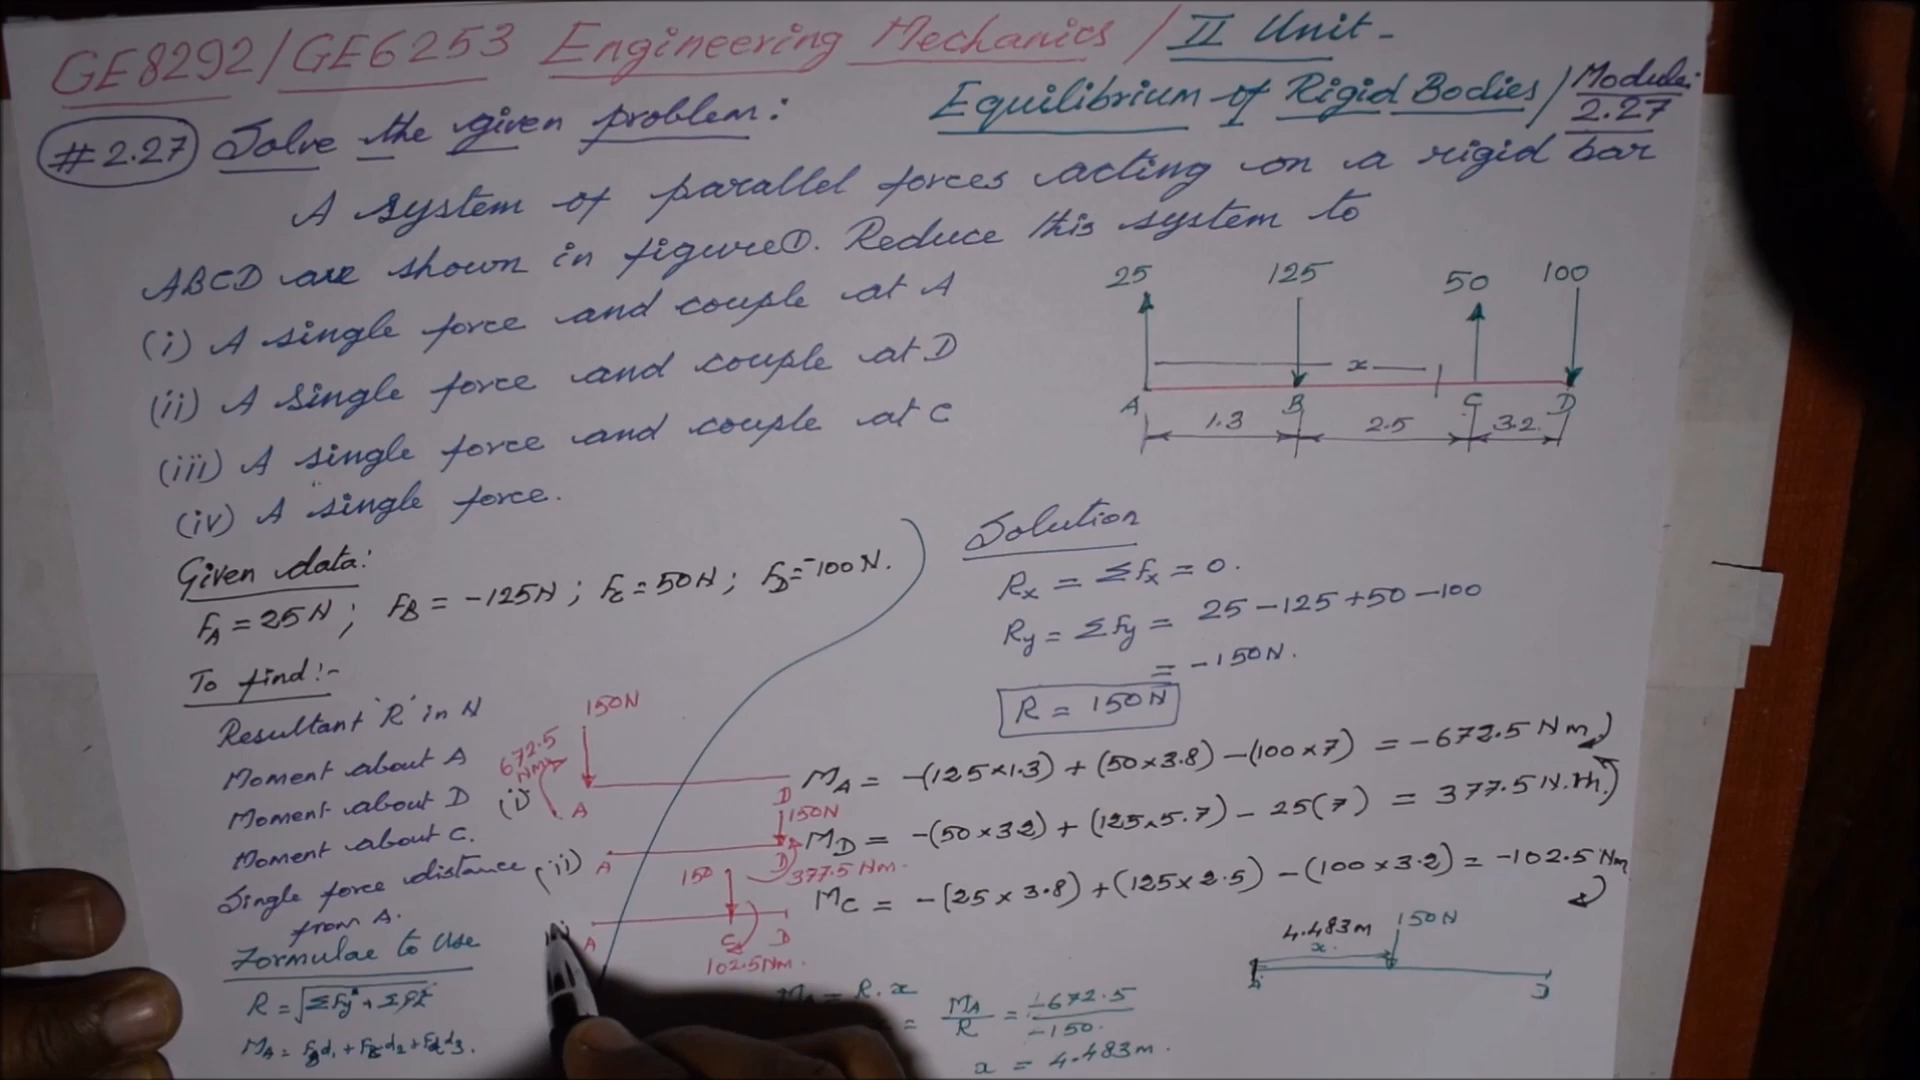 GE8292/GE6253 Engineering Mechanics / II Unit -
Equilibrium of Rigid Bodies / Module: 2.27
#2.27 Solve the given problem:
A system of parallel forces acting on a rigid bar
ABCD are shown in figure①. Reduce this system to
(i) A single force and couple at A
(ii) A single force and couple at D
(iii) A single force and couple at C
(iv) A single force.
25 125 50 100
x
A B C D
1.3 2.5 3.2
Given data:
FA = 25N ; FB = -125N ; FC = 50N ; FD = -100N.
To find:-
Resultant 'R' in N
Moment about A
Moment about D
Moment about C.
Single force distance
from A.
Formulae to Use
MA = FBd1 + FCd2 + FDd3.
150N
672.5
Nm
(i) A D
150N
(ii) A D
377.5 Nm.
150
A C D
102.5 Nm.
Solution
Rx = ΣFx = 0.
Ry = ΣFy = 25 - 125 + 50 - 100
= -150N.
R = 150N
MA = -(125×1.3) + (50×3.8) - (100×7) = -672.5 Nm
MD = -(50×3.2) + (125×5.7) - 25(7) = 377.5 N.m.
MC = -(25×3.8) + (125×2.5) - (100×3.2) = -102.5 Nm
4.483m 150N
x.
MA = R.x
= MA/R = -672.5/-150.
x = 4.483m.